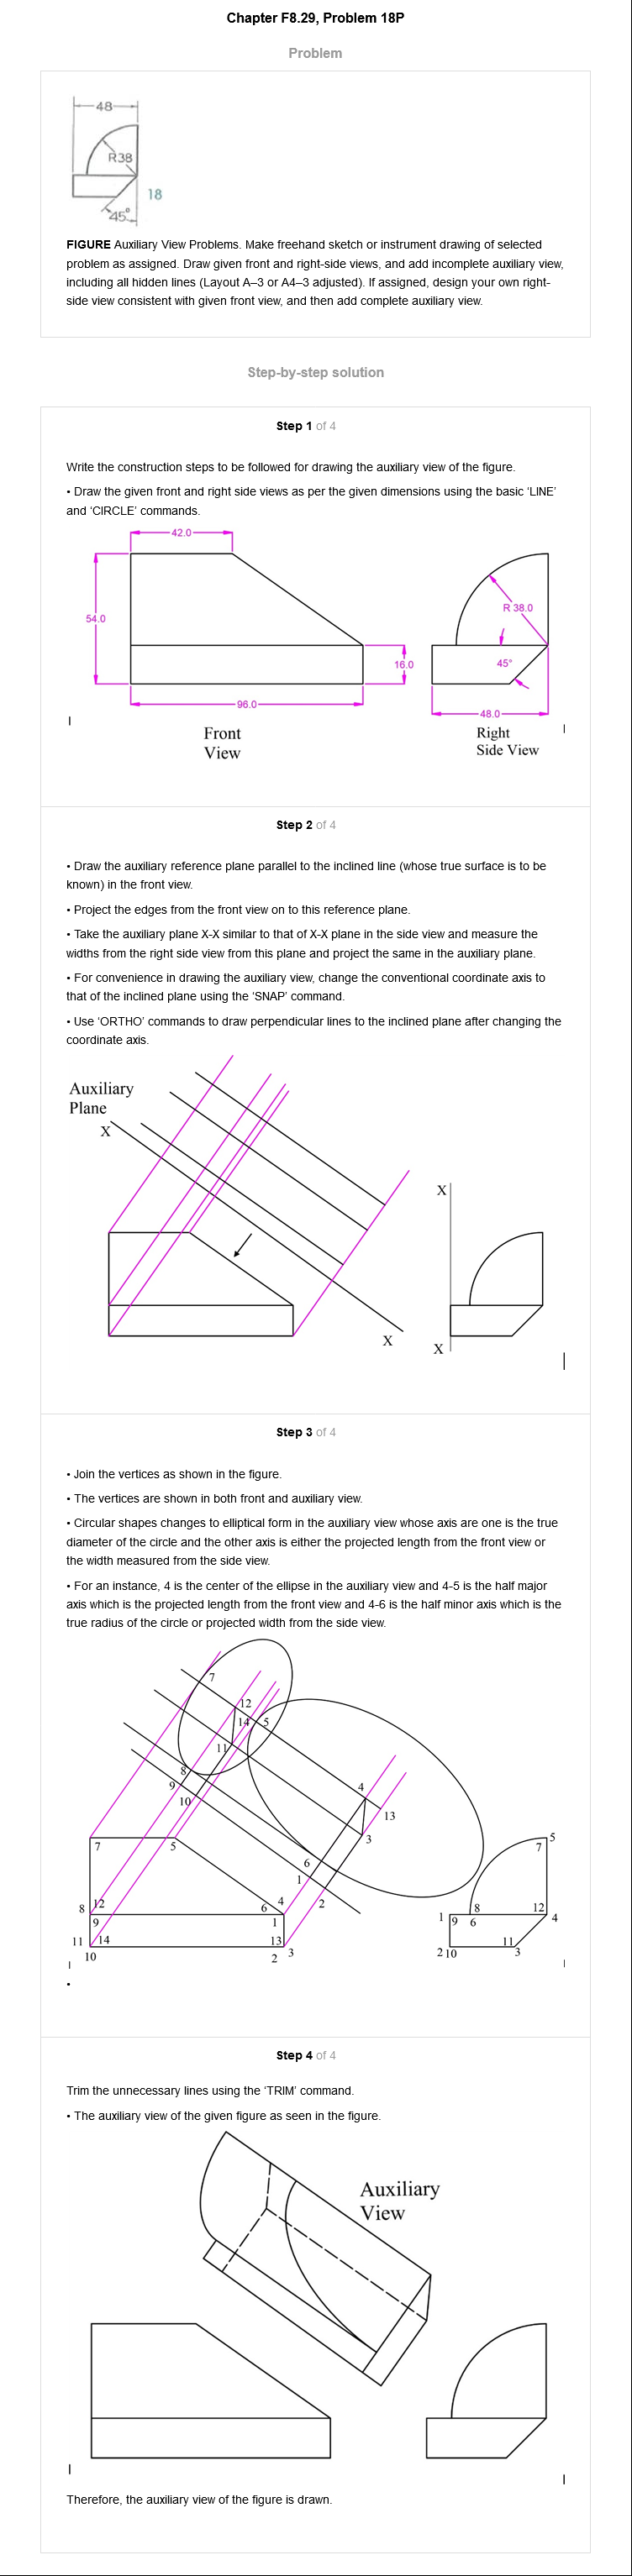 Chapter F8.29, Problem 18P
Problem
48
R38
18
45°
FIGURE Auxiliary View Problems. Make freehand sketch or instrument drawing of selected
problem as assigned. Draw given front and right-side views, and add incomplete auxiliary view,
including all hidden lines (Layout A–3 or A4–3 adjusted). If assigned, design your own right-
side view consistent with given front view, and then add complete auxiliary view.
Step-by-step solution
Step 1 of 4
Write the construction steps to be followed for drawing the auxiliary view of the figure.
• Draw the given front and right side views as per the given dimensions using the basic ‘LINE’
and ‘CIRCLE’ commands.
42.0
54.0
R 38.0
16.0
45°
96.0
48.0
Front
View
Right
Side View
Step 2 of 4
• Draw the auxiliary reference plane parallel to the inclined line (whose true surface is to be
known) in the front view.
• Project the edges from the front view on to this reference plane.
• Take the auxiliary plane X-X similar to that of X-X plane in the side view and measure the
widths from the right side view from this plane and project the same in the auxiliary plane.
• For convenience in drawing the auxiliary view, change the conventional coordinate axis to
that of the inclined plane using the ‘SNAP’ command.
• Use ‘ORTHO’ commands to draw perpendicular lines to the inclined plane after changing the
coordinate axis.
Auxiliary
Plane
X
X
X
X
Step 3 of 4
• Join the vertices as shown in the figure.
• The vertices are shown in both front and auxiliary view.
• Circular shapes changes to elliptical form in the auxiliary view whose axis are one is the true
diameter of the circle and the other axis is either the projected length from the front view or
the width measured from the side view.
• For an instance, 4 is the center of the ellipse in the auxiliary view and 4-5 is the half major
axis which is the projected length from the front view and 4-6 is the half minor axis which is the
true radius of the circle or projected width from the side view.
7
12
14 5
11
8
9
10
4
13
3
6
1
2
7 5
8 12
9
11 14
10
6 4
1
13
2 3
5
7
1 8 12
9 6 4
11
2 10 3
•
Step 4 of 4
Trim the unnecessary lines using the ‘TRIM’ command.
• The auxiliary view of the given figure as seen in the figure.
Auxiliary
View
Therefore, the auxiliary view of the figure is drawn.